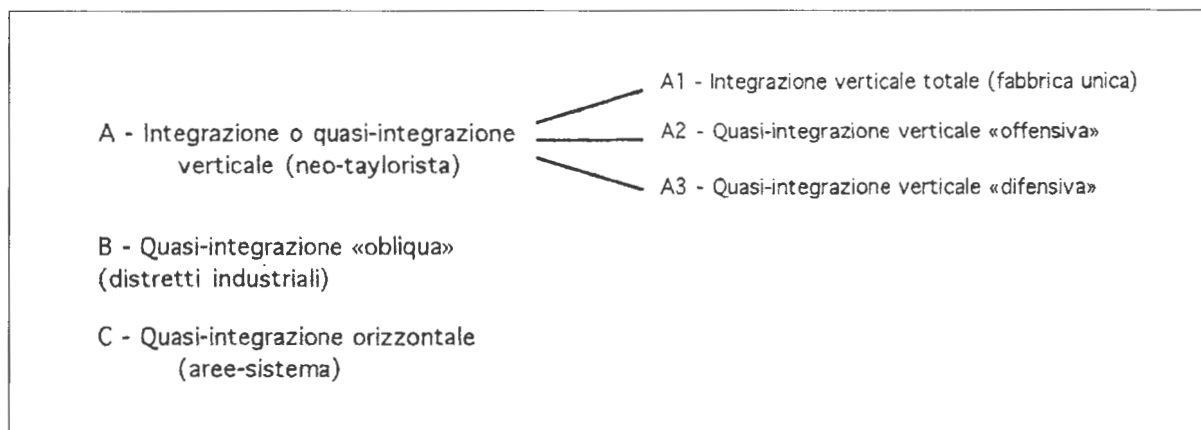 A - Integrazione o quasi-integrazione
verticale (neo-taylorista)
A1 - Integrazione verticale totale (fabbrica unica)
A2 - Quasi-integrazione verticale «offensiva»
A3 - Quasi-integrazione verticale «difensiva»
B - Quasi-integrazione «obliqua»
(distretti industriali)
C - Quasi-integrazione orizzontale
(aree-sistema)